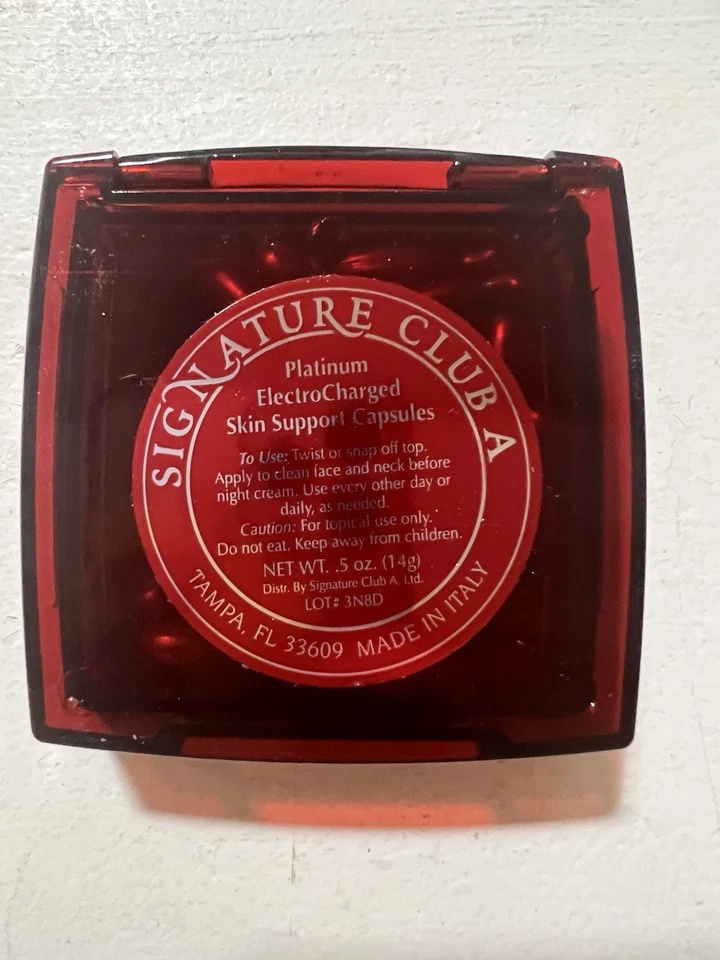 SIGNATURE CLUB A
Platinum
ElectroCharged
Skin Support Capsules
To Use: Twist or snap off top.
Apply to clean face and neck before
night cream. Use every other day or
daily, as needed.
Caution: For topical use only.
Do not eat. Keep away from children.
NET WT. .5 oz. (14g)
Distr. By Signature Club A, Ltd.
LOT# 3N8D
TAMPA, FL 33609 MADE IN ITALY